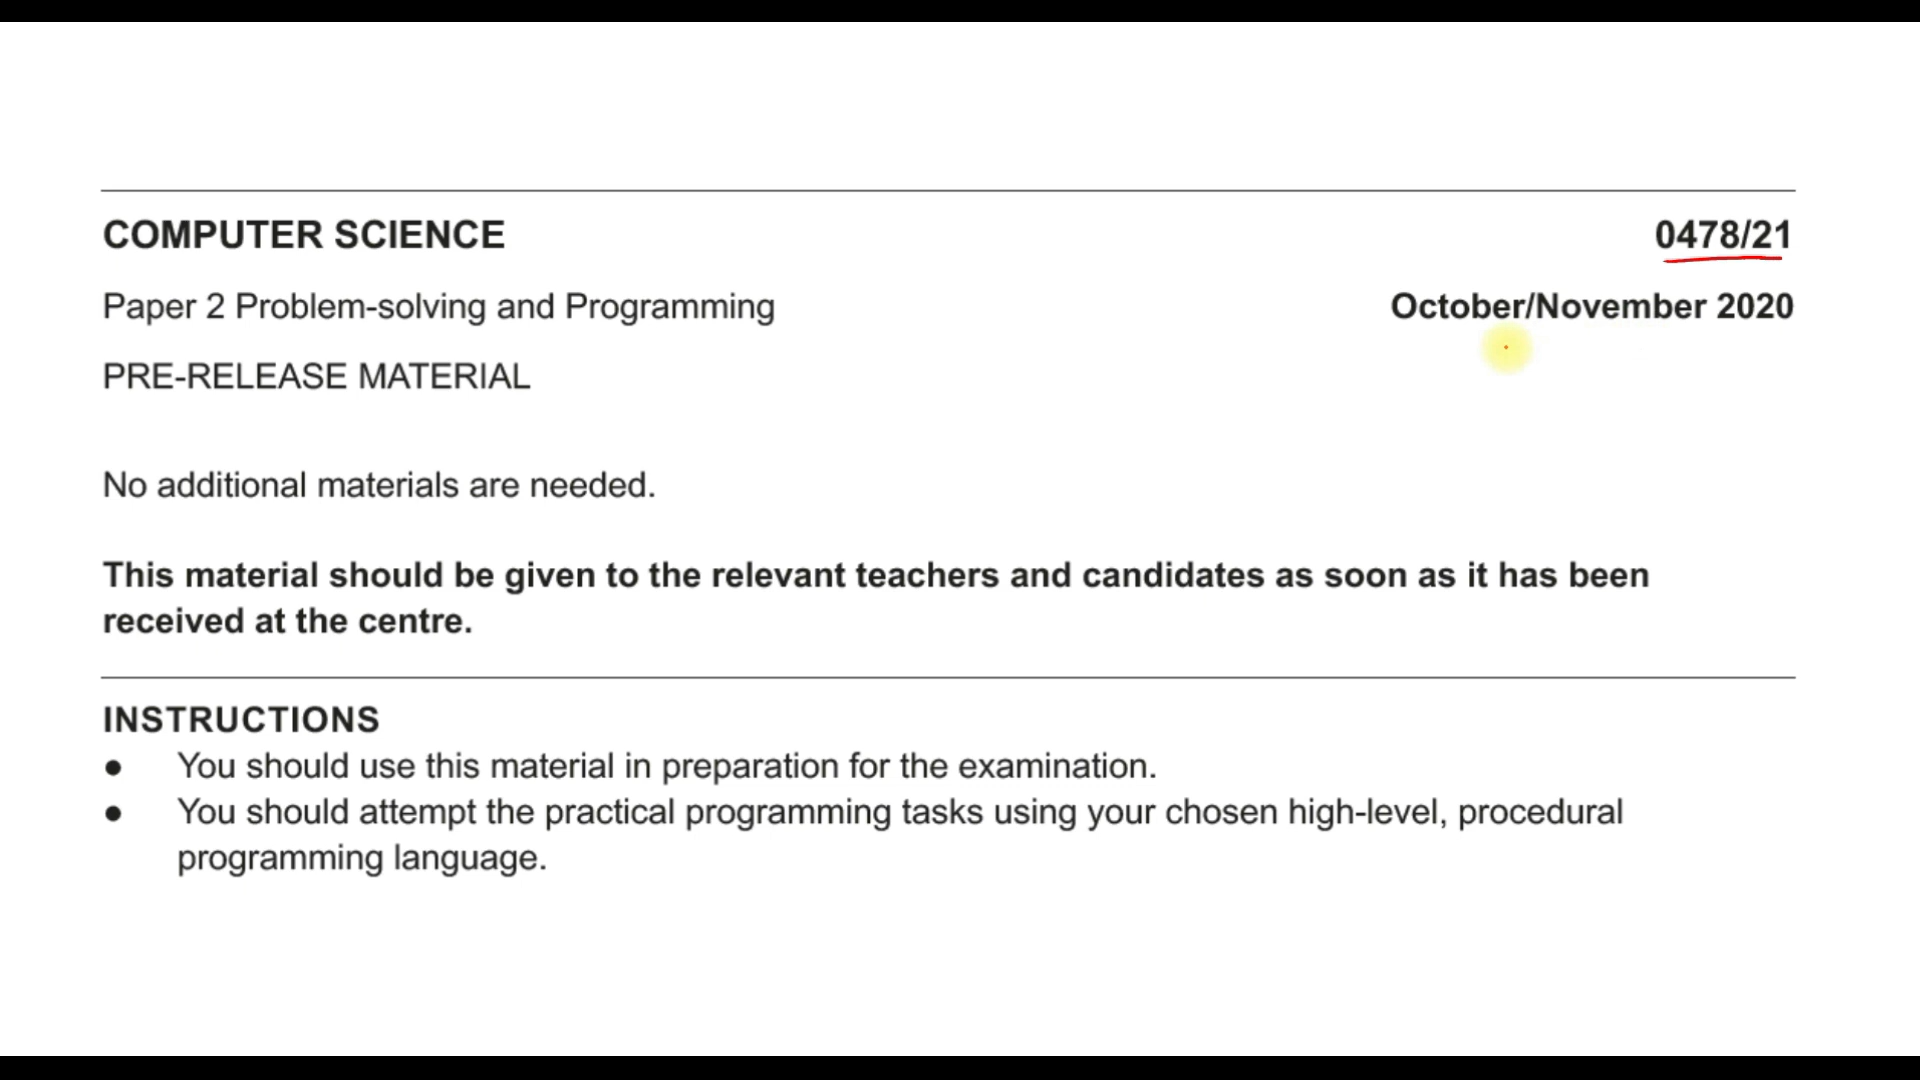 COMPUTER SCIENCE 0478/21
Paper 2 Problem-solving and Programming October/November 2020
PRE-RELEASE MATERIAL
No additional materials are needed.
This material should be given to the relevant teachers and candidates as soon as it has been
received at the centre.
INSTRUCTIONS
● You should use this material in preparation for the examination.
● You should attempt the practical programming tasks using your chosen high-level, procedural
programming language.